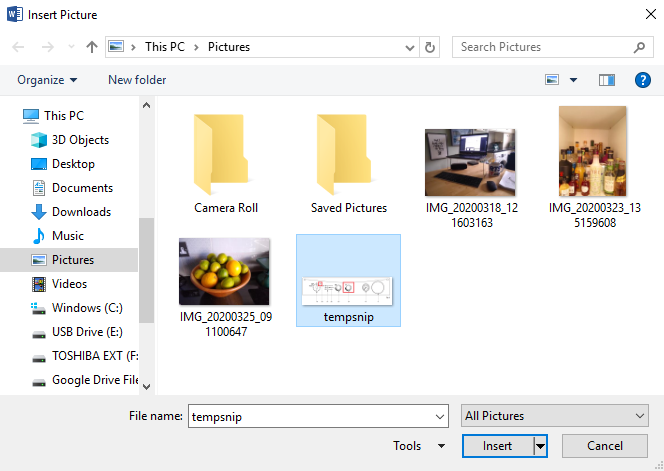 Insert Picture
This PC
Pictures
Search Pictures
Organize
New folder
This PC
3D Objects
Desktop
Documents
Downloads
Music
Pictures
Videos
Windows (C:)
USB Drive (E:)
TOSHIBA EXT (F:
Google Drive File
Camera Roll
Saved Pictures
IMG_20200318_12
1603163
IMG_20200323_13
5159608
IMG_20200325_09
1100647
tempsnip
File name:
tempsnip
All Pictures
Tools
Insert
Cancel